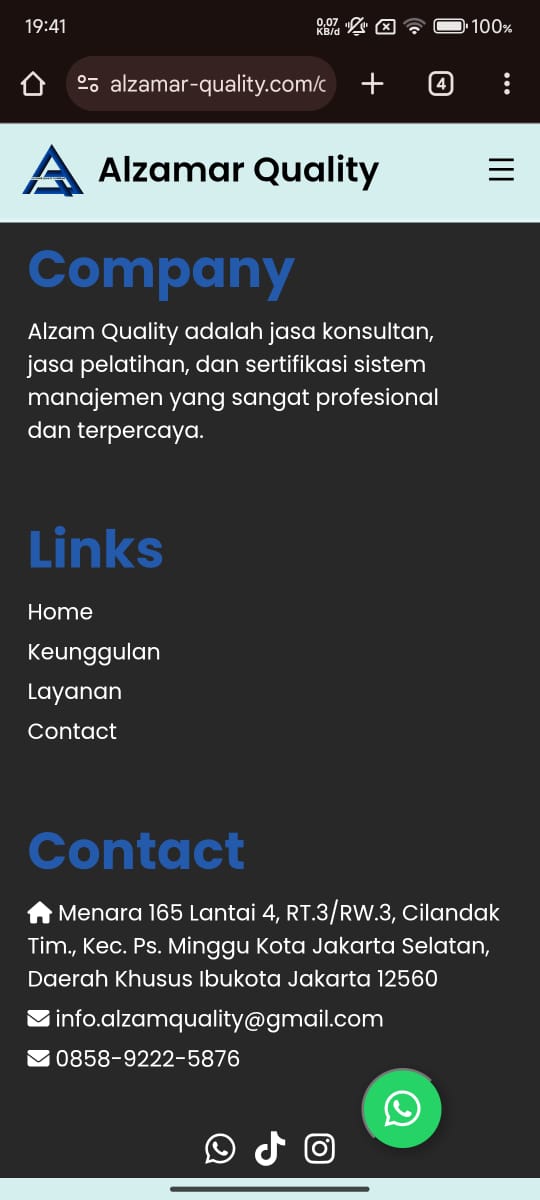 19:41
0,07
KB/d
100%
alzamar-quality.com/c
4
Alzamar Quality
Company
Alzam Quality adalah jasa konsultan,
jasa pelatihan, dan sertifikasi sistem
manajemen yang sangat profesional
dan terpercaya.
Links
Home
Keunggulan
Layanan
Contact
Contact
Menara 165 Lantai 4, RT.3/RW.3, Cilandak
Tim., Kec. Ps. Minggu Kota Jakarta Selatan,
Daerah Khusus Ibukota Jakarta 12560
info.alzamquality@gmail.com
0858-9222-5876